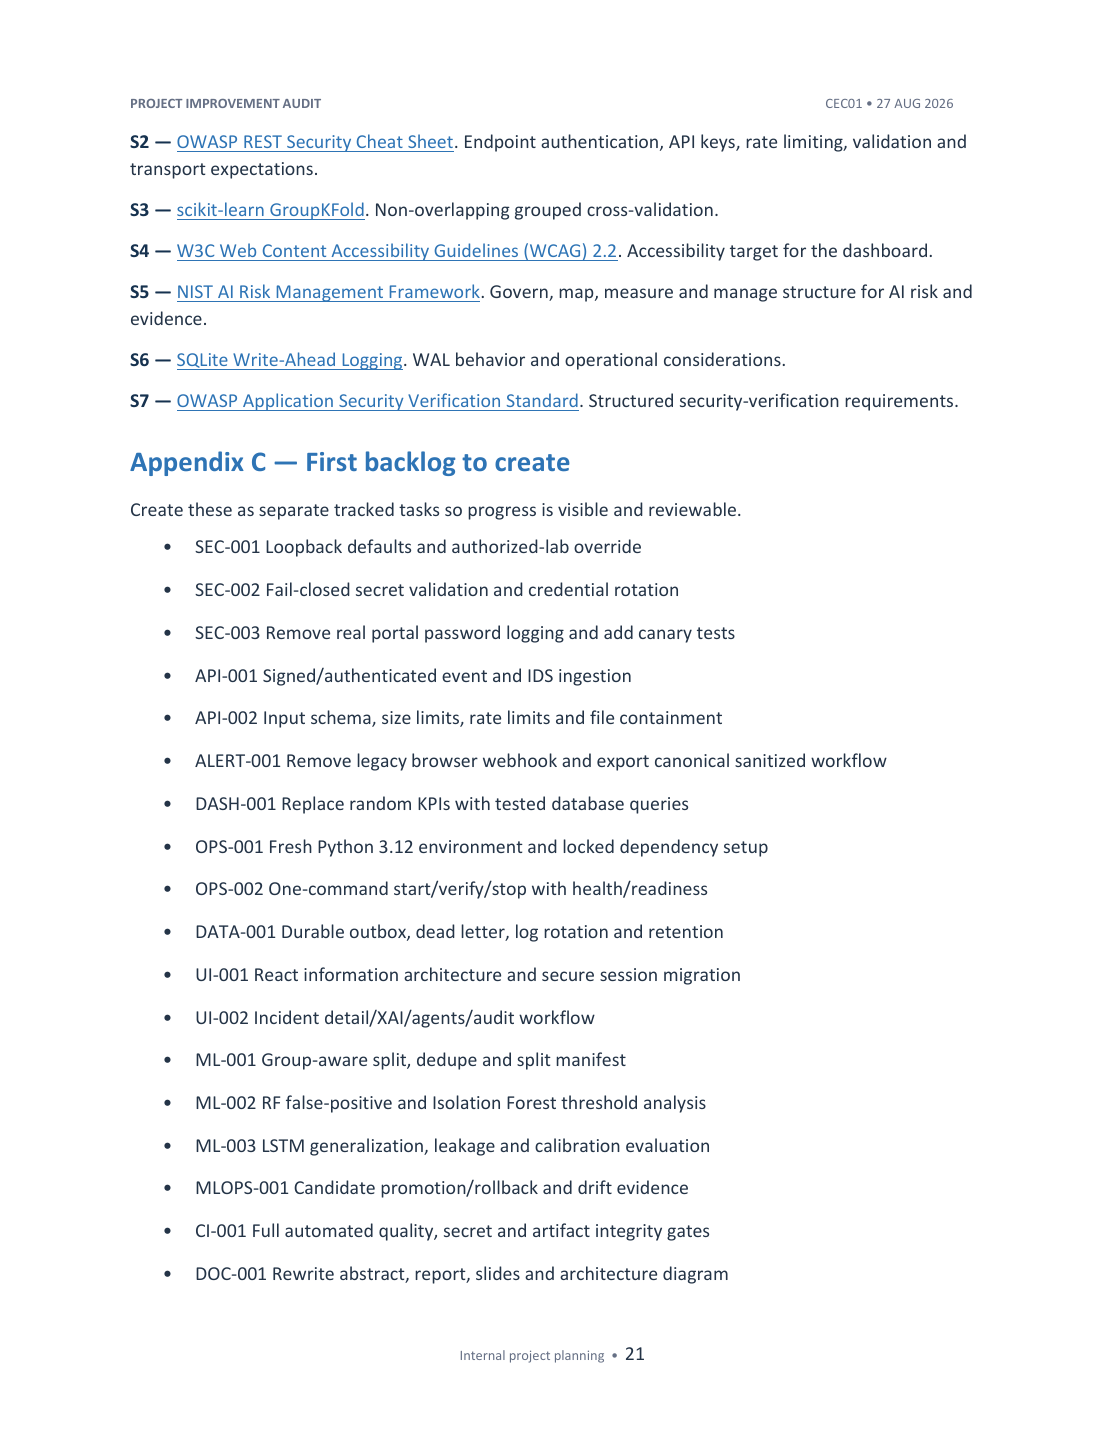 PROJECT IMPROVEMENT AUDIT
CEC01 • 27 AUG 2026
S2 — OWASP REST Security Cheat Sheet. Endpoint authentication, API keys, rate limiting, validation and
transport expectations.
S3 — scikit-learn GroupKFold. Non-overlapping grouped cross-validation.
S4 — W3C Web Content Accessibility Guidelines (WCAG) 2.2. Accessibility target for the dashboard.
S5 — NIST AI Risk Management Framework. Govern, map, measure and manage structure for AI risk and
evidence.
S6 — SQLite Write-Ahead Logging. WAL behavior and operational considerations.
S7 — OWASP Application Security Verification Standard. Structured security-verification requirements.
Appendix C — First backlog to create
Create these as separate tracked tasks so progress is visible and reviewable.
• SEC-001 Loopback defaults and authorized-lab override
• SEC-002 Fail-closed secret validation and credential rotation
• SEC-003 Remove real portal password logging and add canary tests
• API-001 Signed/authenticated event and IDS ingestion
• API-002 Input schema, size limits, rate limits and file containment
• ALERT-001 Remove legacy browser webhook and export canonical sanitized workflow
• DASH-001 Replace random KPIs with tested database queries
• OPS-001 Fresh Python 3.12 environment and locked dependency setup
• OPS-002 One-command start/verify/stop with health/readiness
• DATA-001 Durable outbox, dead letter, log rotation and retention
• UI-001 React information architecture and secure session migration
• UI-002 Incident detail/XAI/agents/audit workflow
• ML-001 Group-aware split, dedupe and split manifest
• ML-002 RF false-positive and Isolation Forest threshold analysis
• ML-003 LSTM generalization, leakage and calibration evaluation
• MLOPS-001 Candidate promotion/rollback and drift evidence
• CI-001 Full automated quality, secret and artifact integrity gates
• DOC-001 Rewrite abstract, report, slides and architecture diagram
Internal project planning • 21